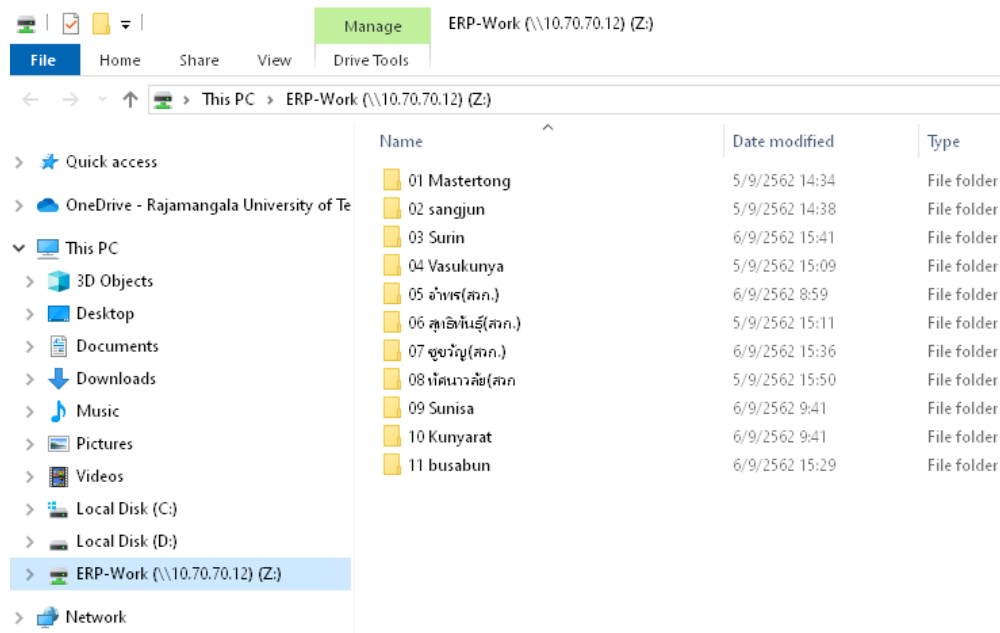 Manage
ERP-Work (\\10.70.70.12) (Z:)
File Home Share View Drive Tools
This PC > ERP-Work (\\10.70.70.12) (Z:)
Name Date modified Type
Quick access
OneDrive - Rajamangala University of Te
This PC
3D Objects
Desktop
Documents
Downloads
Music
Pictures
Videos
Local Disk (C:)
Local Disk (D:)
ERP-Work (\\10.70.70.12) (Z:)
Network
01 Mastertong 5/9/2562 14:34 File folder
02 sangjun 5/9/2562 14:38 File folder
03 Surin 6/9/2562 15:41 File folder
04 Vasukunya 5/9/2562 15:09 File folder
05 อำพร(สวก.) 6/9/2562 8:59 File folder
06 สุทธิพันธุ์(สวก.) 5/9/2562 15:11 File folder
07 ชูขวัญ(สวก.) 6/9/2562 15:36 File folder
08 ทัศนาวลัย(สวก 5/9/2562 15:50 File folder
09 Sunisa 6/9/2562 9:41 File folder
10 Kunyarat 6/9/2562 9:41 File folder
11 busabun 6/9/2562 15:29 File folder